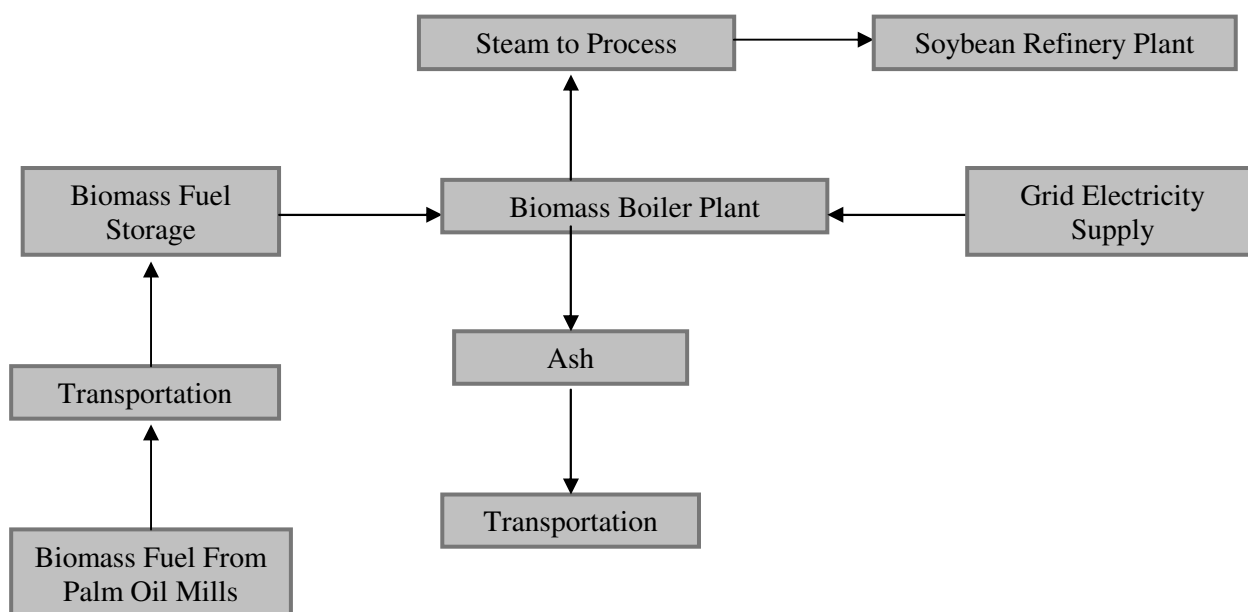 Steam to Process
Soybean Refinery Plant
Biomass Fuel
Storage
Biomass Boiler Plant
Grid Electricity
Supply
Ash
Transportation
Transportation
Biomass Fuel From
Palm Oil Mills